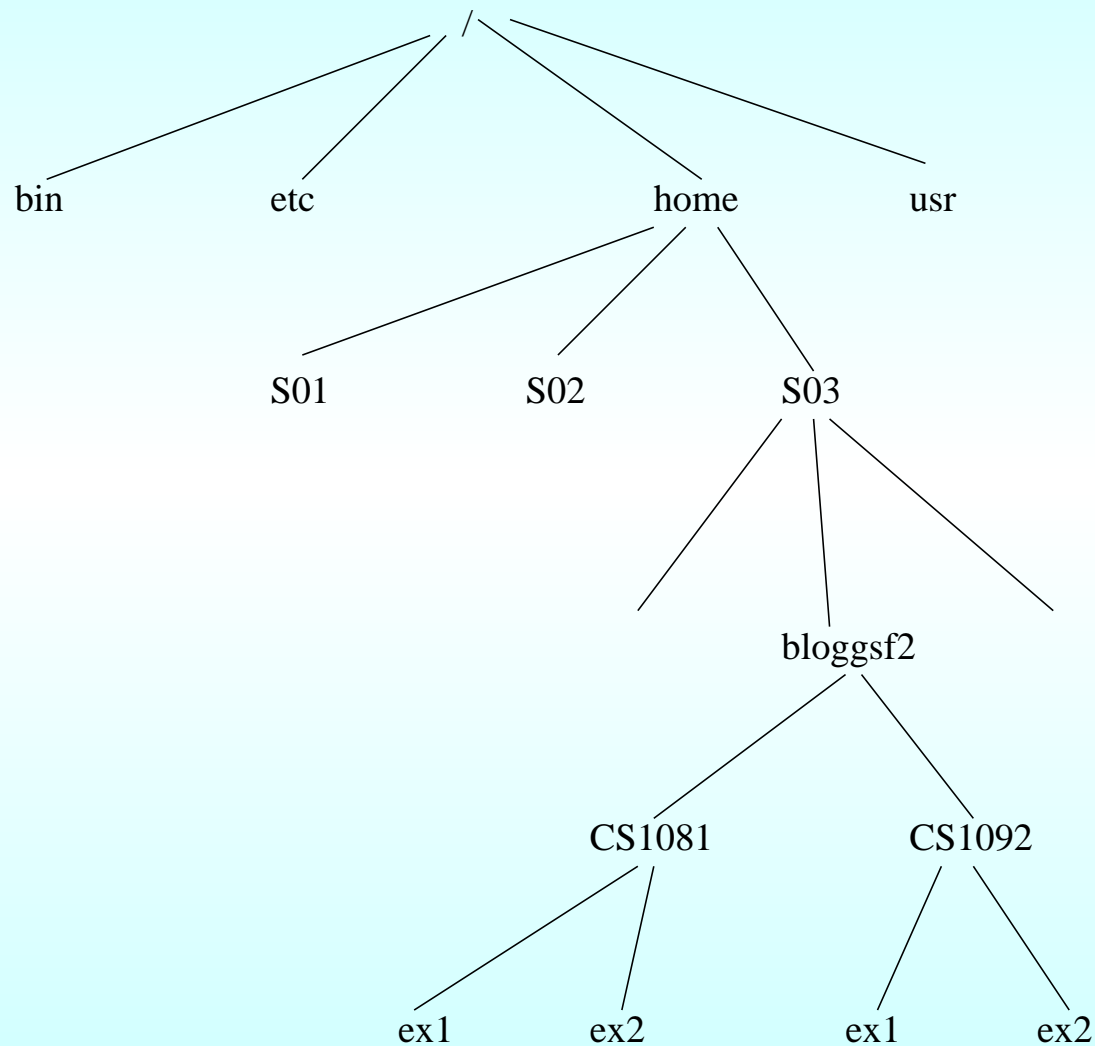 /
bin etc home usr
S01 S02 S03
bloggsf2
CS1081 CS1092
ex1 ex2 ex1 ex2